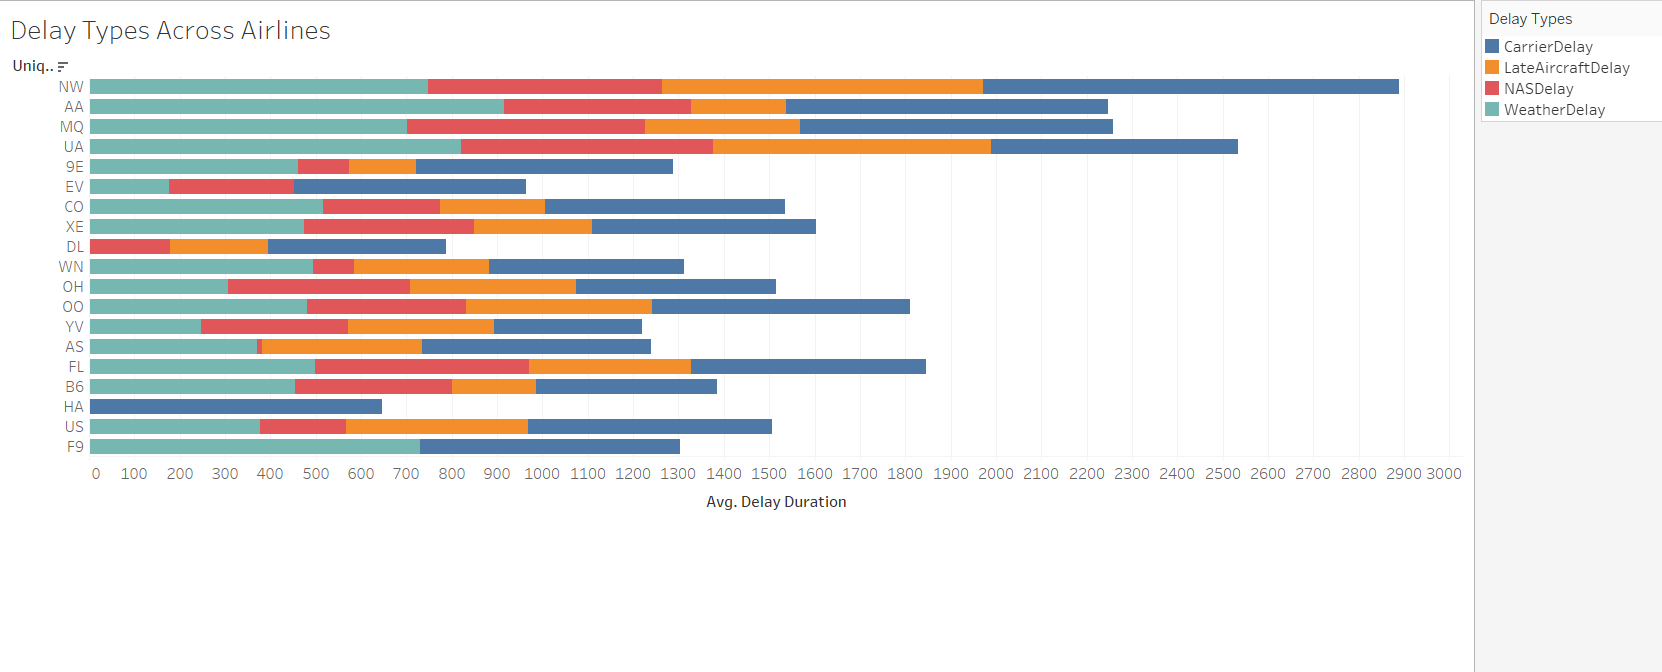 Delay Types Across Airlines
Uniq..
NW
AA
MQ
UA
9E
EV
CO
XE
DL
WN
OH
OO
YV
AS
FL
B6
HA
US
F9
0 100 200 300 400 500 600 700 800 900 1000 1100 1200 1300 1400 1500 1600 1700 1800 1900 2000 2100 2200 2300 2400 2500 2600 2700 2800 2900 3000
Avg. Delay Duration
Delay Types
CarrierDelay
LateAircraftDelay
NASDelay
WeatherDelay